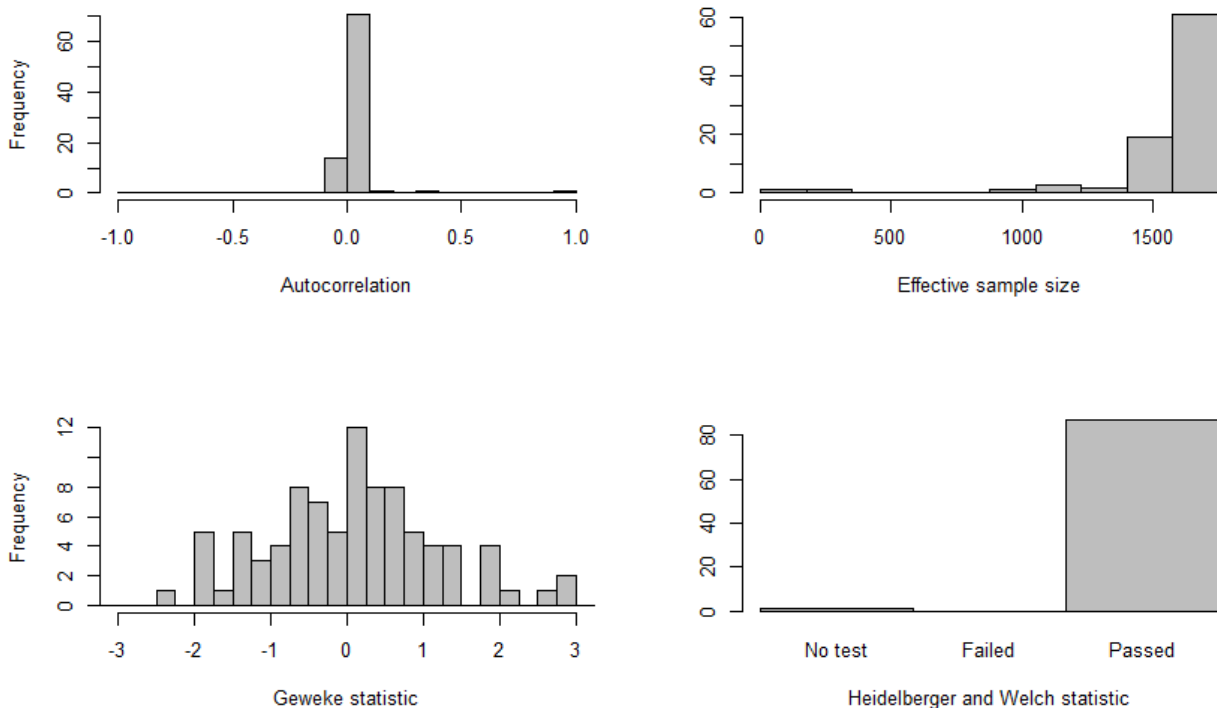 Frequency
0 20 40 60
-1.0 -0.5 0.0 0.5 1.0
Autocorrelation
0 20 40 60
0 500 1000 1500
Effective sample size
Frequency
0 2 4 6 8 12
-3 -2 -1 0 1 2 3
Geweke statistic
0 20 40 60 80
No test Failed Passed
Heidelberger and Welch statistic